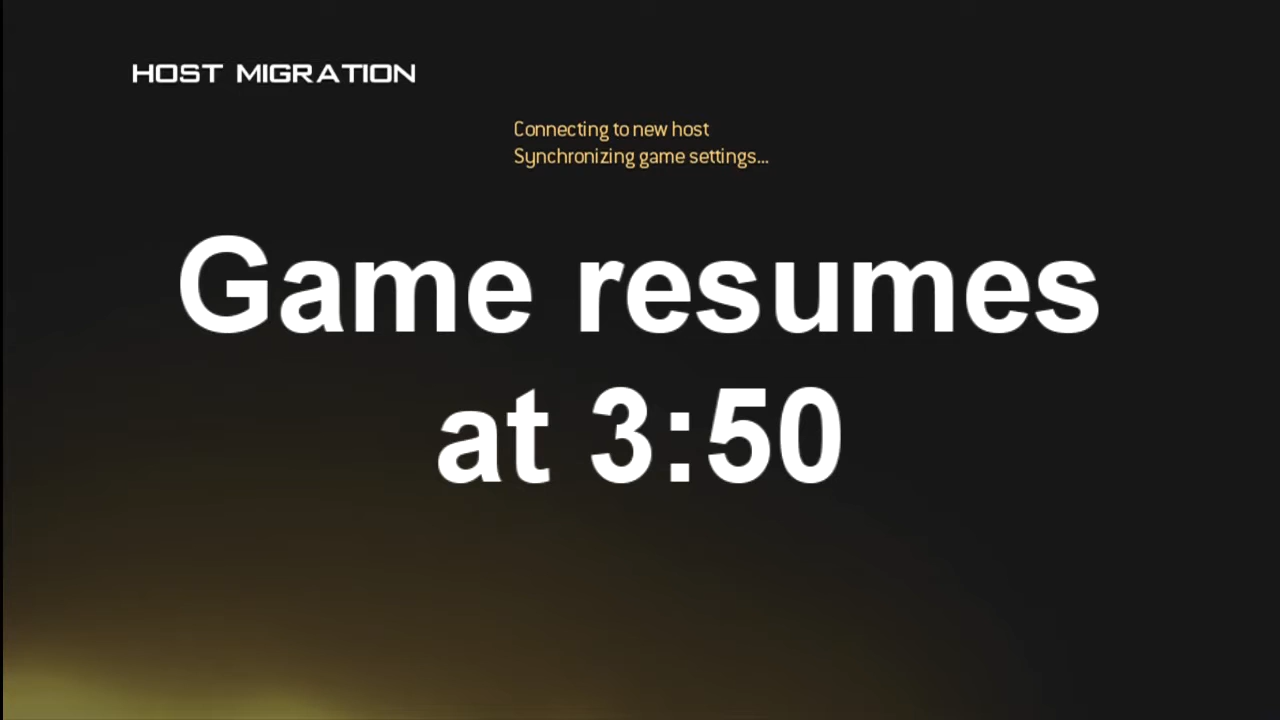 HOST MIGRATION
Connecting to new host
Synchronizing game settings...
Game resumes
at 3:50